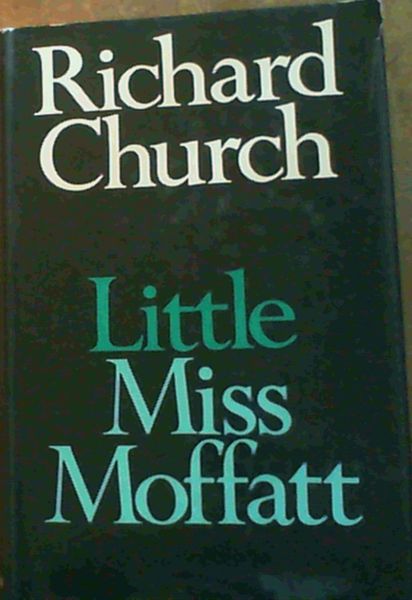 Richard
Church
Little
Miss
Moffatt